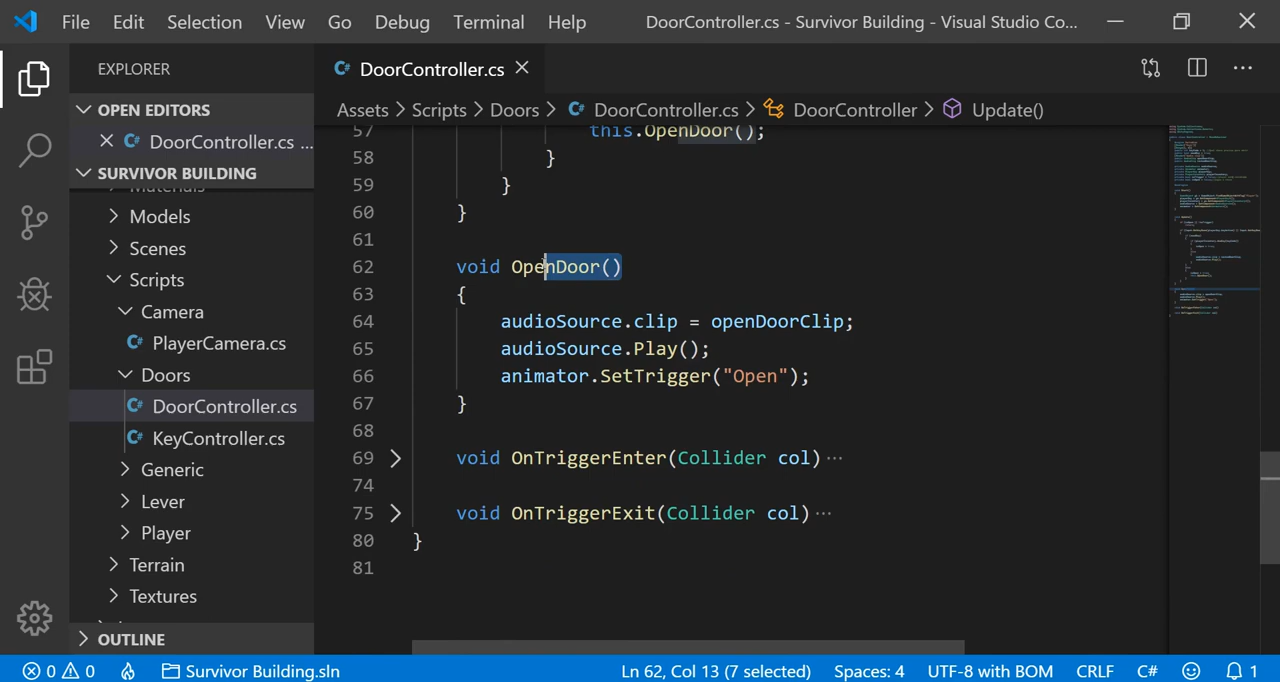 File Edit Selection View Go Debug Terminal Help DoorController.cs - Survivor Building - Visual Studio Co...
EXPLORER
OPEN EDITORS
DoorController.cs ...
SURVIVOR BUILDING
Materials
Models
Scenes
Scripts
Camera
PlayerCamera.cs
Doors
DoorController.cs
KeyController.cs
Generic
Lever
Player
Terrain
Textures
OUTLINE
DoorController.cs
Assets > Scripts > Doors > DoorController.cs > DoorController > Update()
57 this.OpenDoor();
58 }
59 }
60 }
61
62 void OpenDoor()
63 {
64 audioSource.clip = openDoorClip;
65 audioSource.Play();
66 animator.SetTrigger("Open");
67 }
68
69 void OnTriggerEnter(Collider col)...
74
75 void OnTriggerExit(Collider col)...
80 }
81
0 0 Survivor Building.sln Ln 62, Col 13 (7 selected) Spaces: 4 UTF-8 with BOM CRLF C# 1